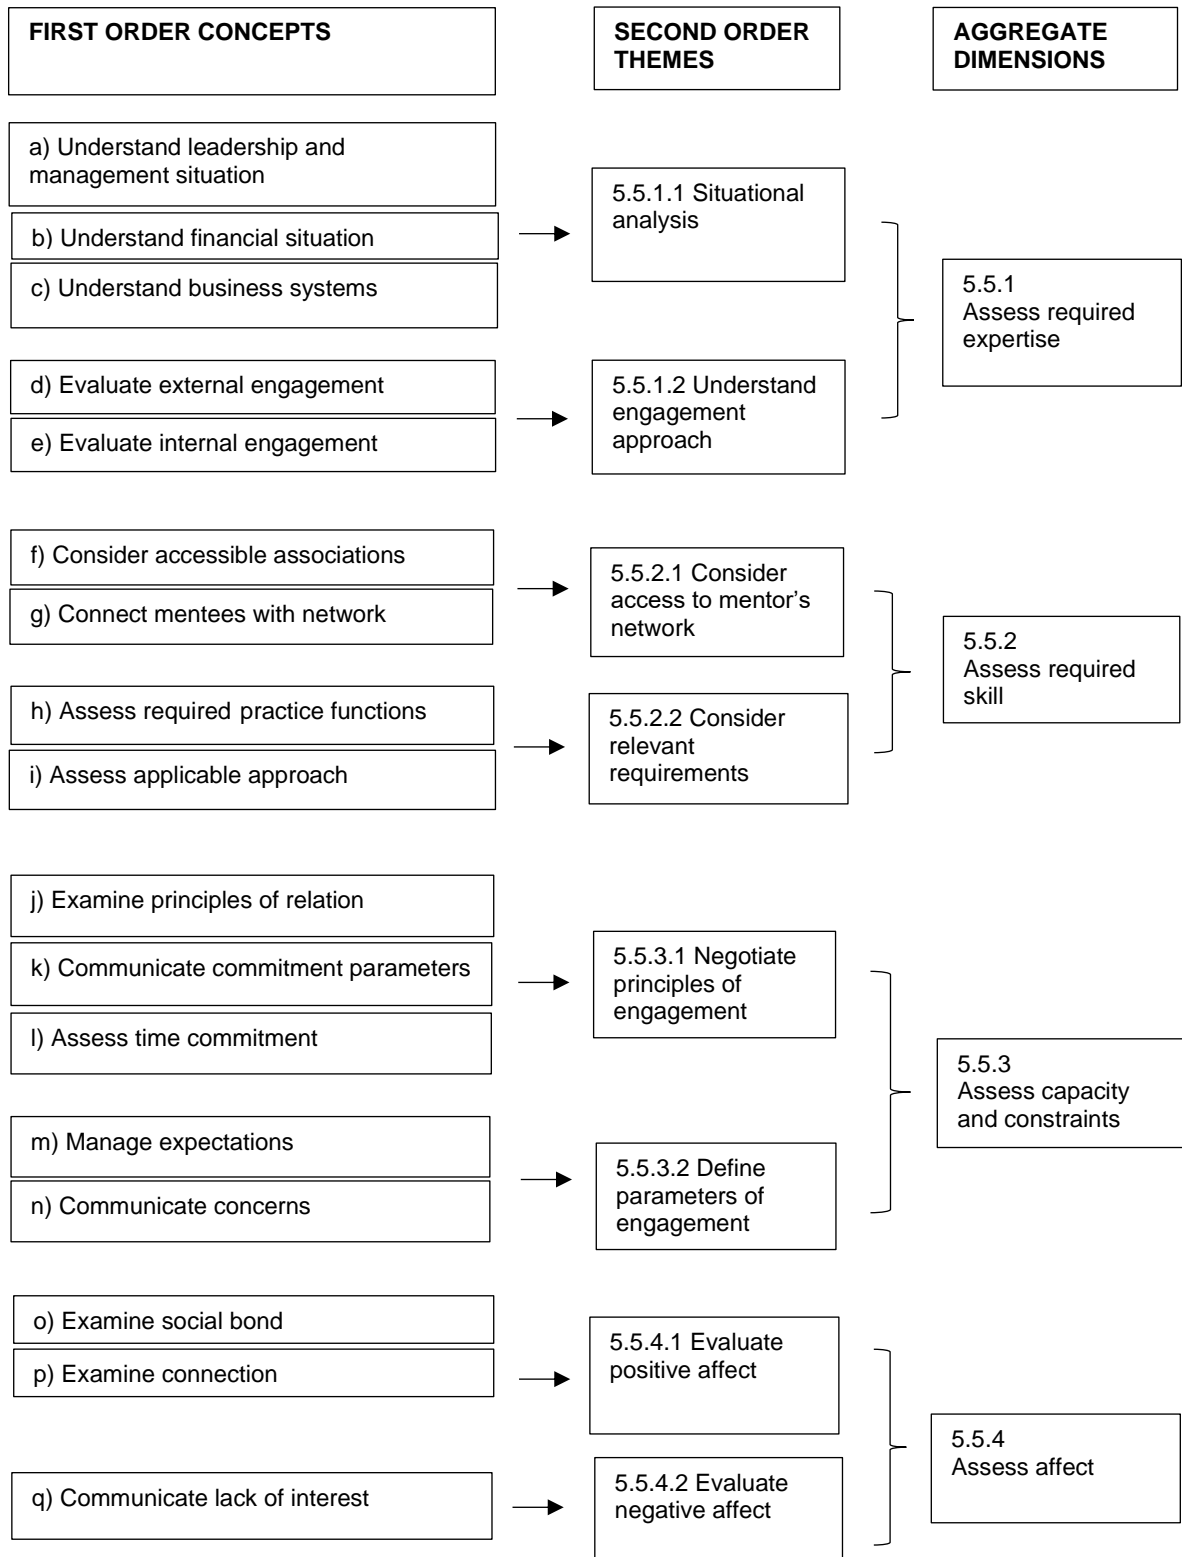 FIRST ORDER CONCEPTS
SECOND ORDER
THEMES
AGGREGATE
DIMENSIONS
a) Understand leadership and
management situation
b) Understand financial situation
c) Understand business systems
5.5.1.1 Situational
analysis
d) Evaluate external engagement
e) Evaluate internal engagement
5.5.1.2 Understand
engagement
approach
5.5.1
Assess required
expertise
f) Consider accessible associations
g) Connect mentees with network
5.5.2.1 Consider
access to mentor’s
network
h) Assess required practice functions
i) Assess applicable approach
5.5.2.2 Consider
relevant
requirements
5.5.2
Assess required
skill
j) Examine principles of relation
k) Communicate commitment parameters
l) Assess time commitment
5.5.3.1 Negotiate
principles of
engagement
m) Manage expectations
n) Communicate concerns
5.5.3.2 Define
parameters of
engagement
5.5.3
Assess capacity
and constraints
o) Examine social bond
p) Examine connection
5.5.4.1 Evaluate
positive affect
q) Communicate lack of interest
5.5.4.2 Evaluate
negative affect
5.5.4
Assess affect